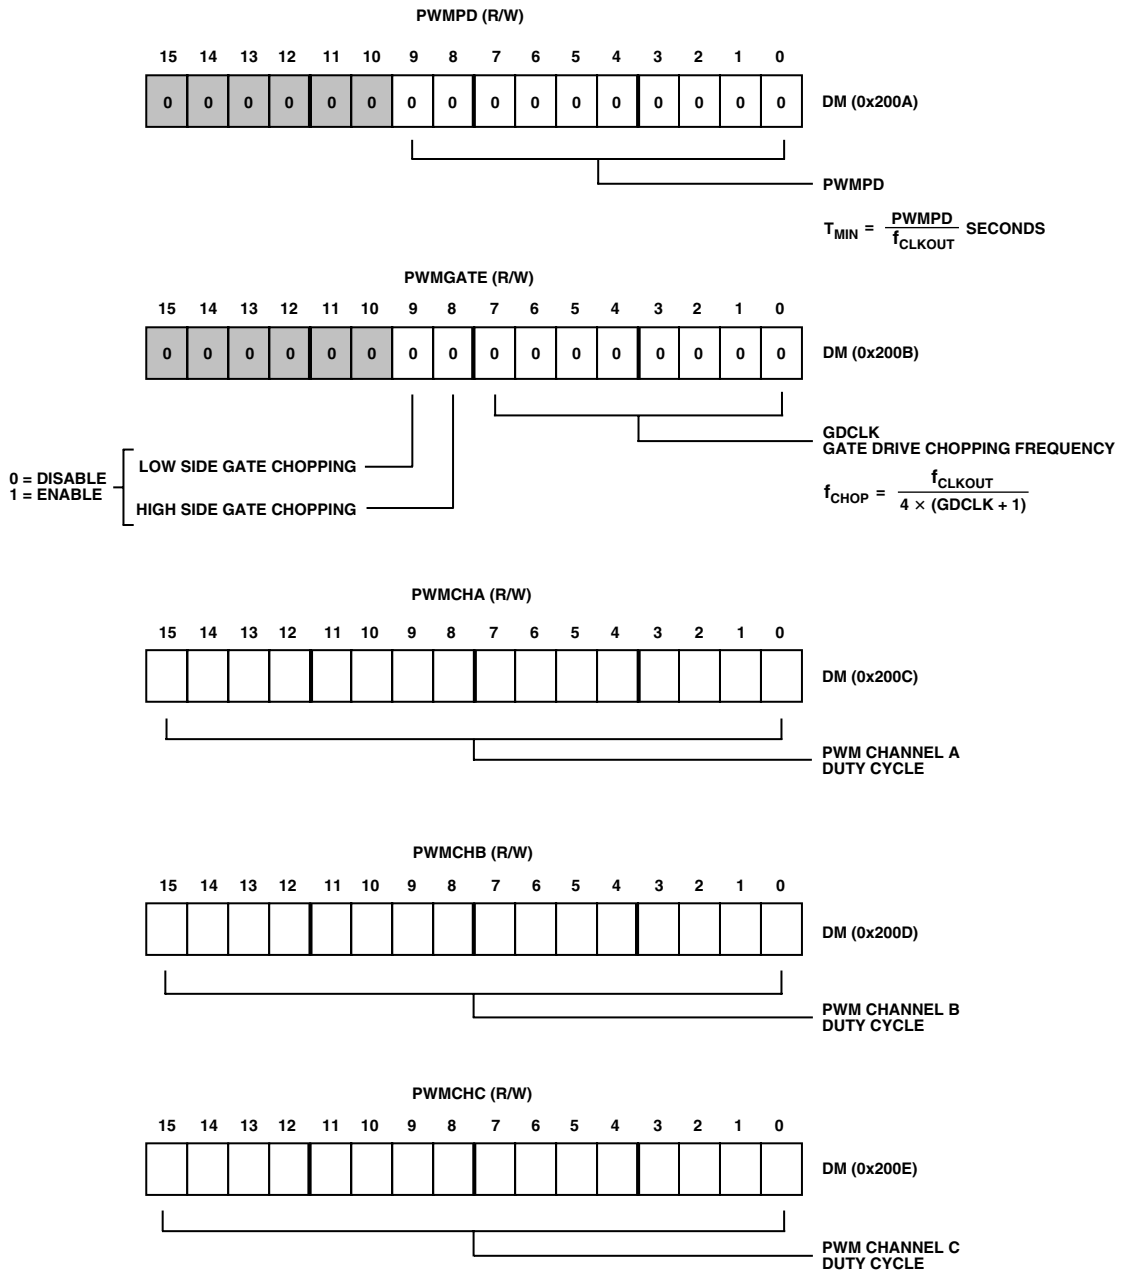 PWMPD (R/W)
15 14 13 12 11 10 9 8 7 6 5 4 3 2 1 0
0 0 0 0 0 0 0 0 0 0 0 0 0 0 0 0 DM (0x200A)
PWMPD
T_MIN = PWMPD / f_CLKOUT SECONDS
PWMGATE (R/W)
15 14 13 12 11 10 9 8 7 6 5 4 3 2 1 0
0 0 0 0 0 0 0 0 0 0 0 0 0 0 0 0 DM (0x200B)
GDCLK
GATE DRIVE CHOPPING FREQUENCY
f_CHOP = f_CLKOUT / 4 × (GDCLK + 1)
0 = DISABLE
1 = ENABLE
LOW SIDE GATE CHOPPING
HIGH SIDE GATE CHOPPING
PWMCHA (R/W)
15 14 13 12 11 10 9 8 7 6 5 4 3 2 1 0
DM (0x200C)
PWM CHANNEL A
DUTY CYCLE
PWMCHB (R/W)
15 14 13 12 11 10 9 8 7 6 5 4 3 2 1 0
DM (0x200D)
PWM CHANNEL B
DUTY CYCLE
PWMCHC (R/W)
15 14 13 12 11 10 9 8 7 6 5 4 3 2 1 0
DM (0x200E)
PWM CHANNEL C
DUTY CYCLE